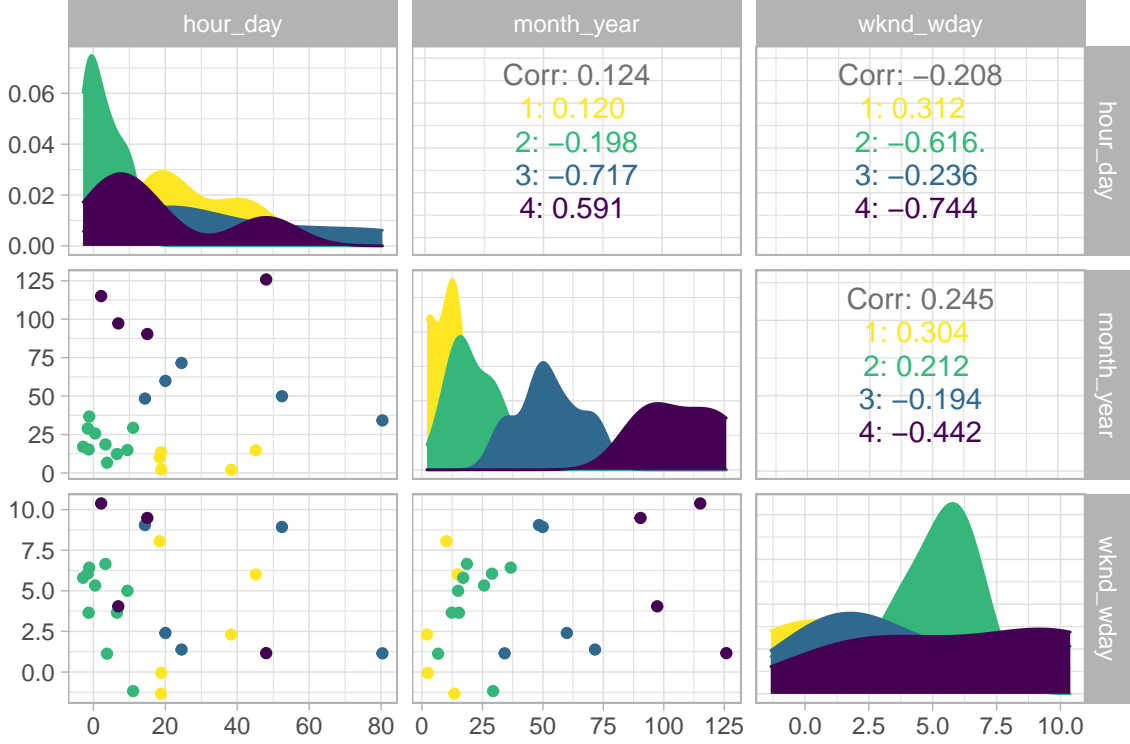 hour_day month_year wknd_wday
0.06
0.04
0.02
0.00
Corr: 0.124
1: 0.120
2: −0.198
3: −0.717
4: 0.591
Corr: −0.208
1: 0.312
2: −0.616.
3: −0.236
4: −0.744
hour_day
125
100
75
50
25
0
Corr: 0.245
1: 0.304
2: 0.212
3: −0.194
4: −0.442
month_year
10.0
7.5
5.0
2.5
0.0
wknd_wday
0 20 40 60 80
0 25 50 75 100 125
0.0 2.5 5.0 7.5 10.0